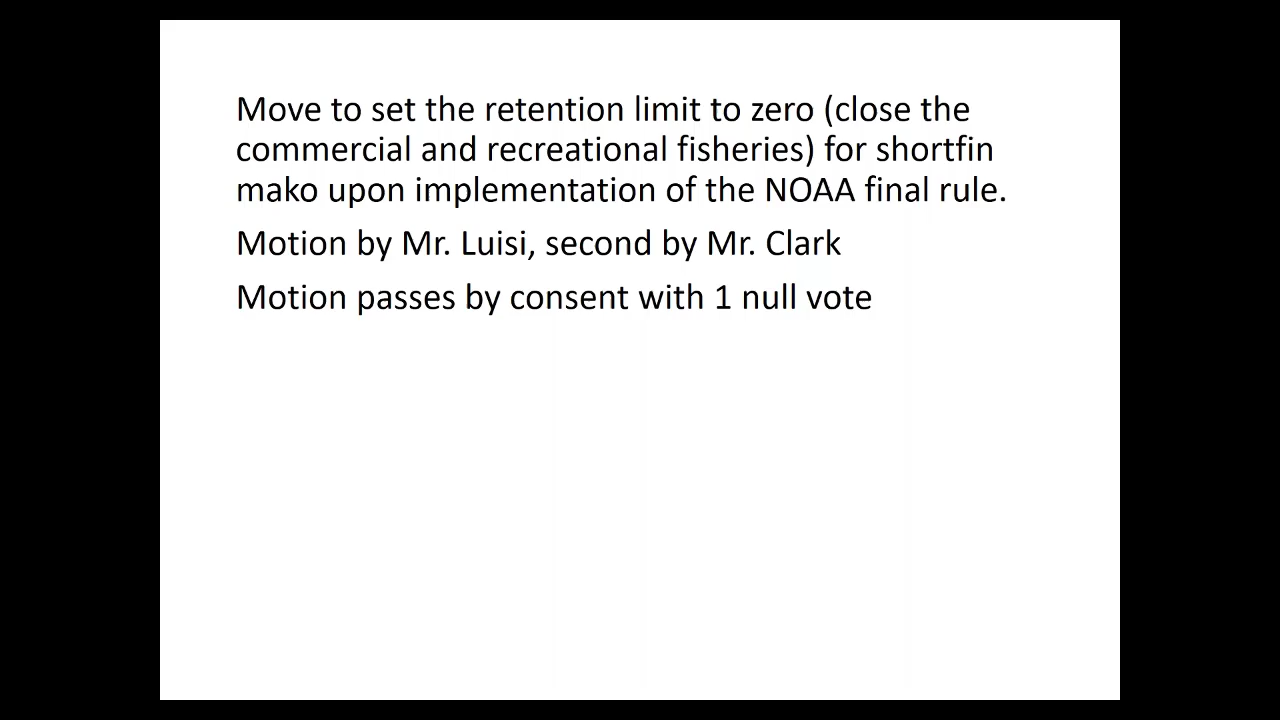 Move to set the retention limit to zero (close the
commercial and recreational fisheries) for shortfin
mako upon implementation of the NOAA final rule.
Motion by Mr. Luisi, second by Mr. Clark
Motion passes by consent with 1 null vote